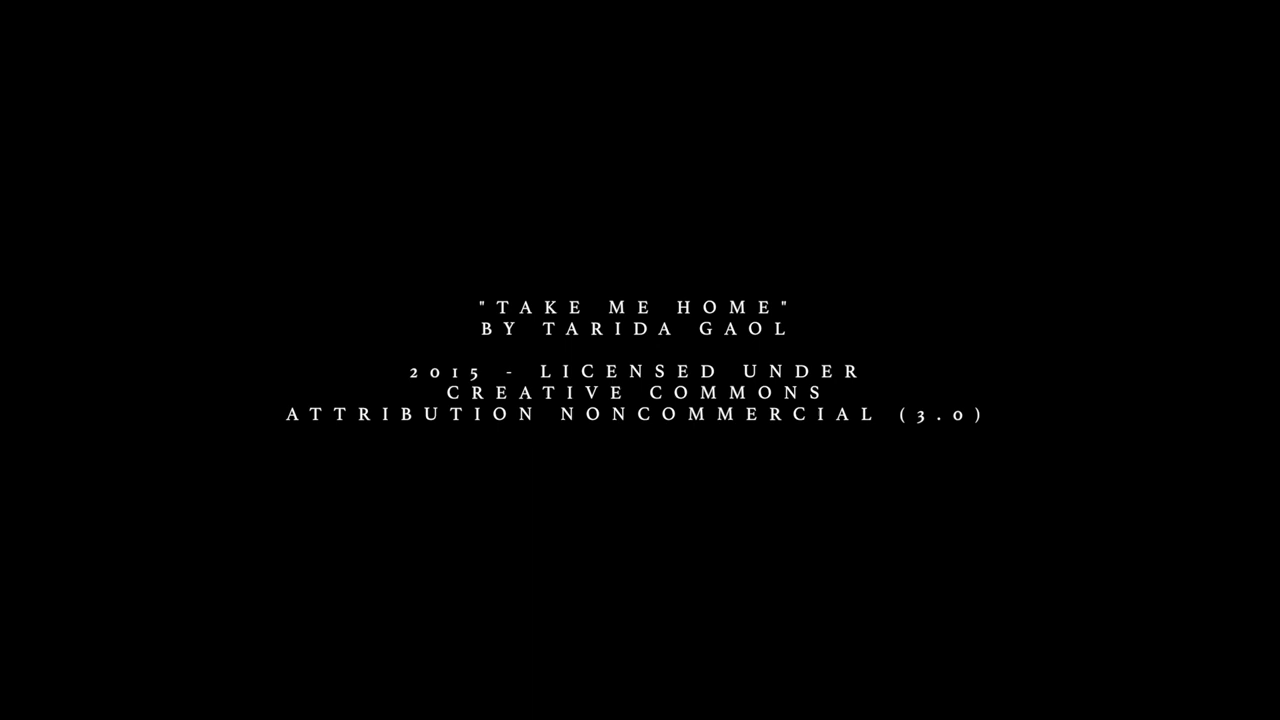 "TAKE ME HOME"
BY TARIDA GAOL
2015 - LICENSED UNDER
CREATIVE COMMONS
ATTRIBUTION NONCOMMERCIAL (3.0)